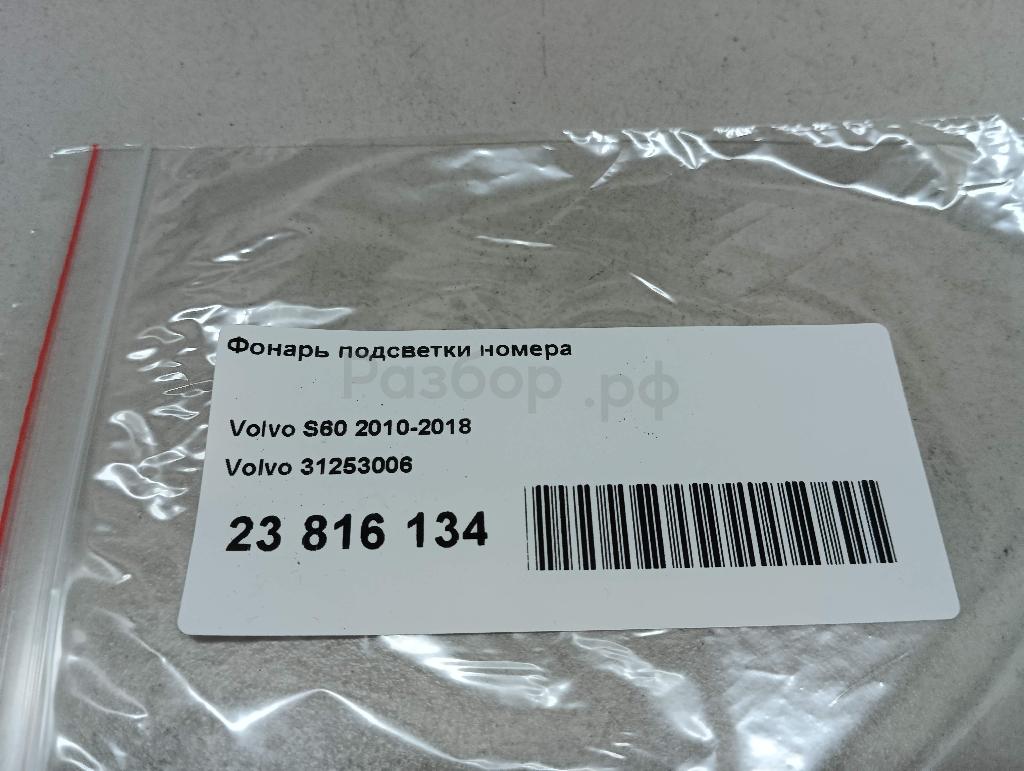 Фонарь подсветки номера
Разбор.рф
Volvo S60 2010-2018
Volvo 31253006
23 816 134